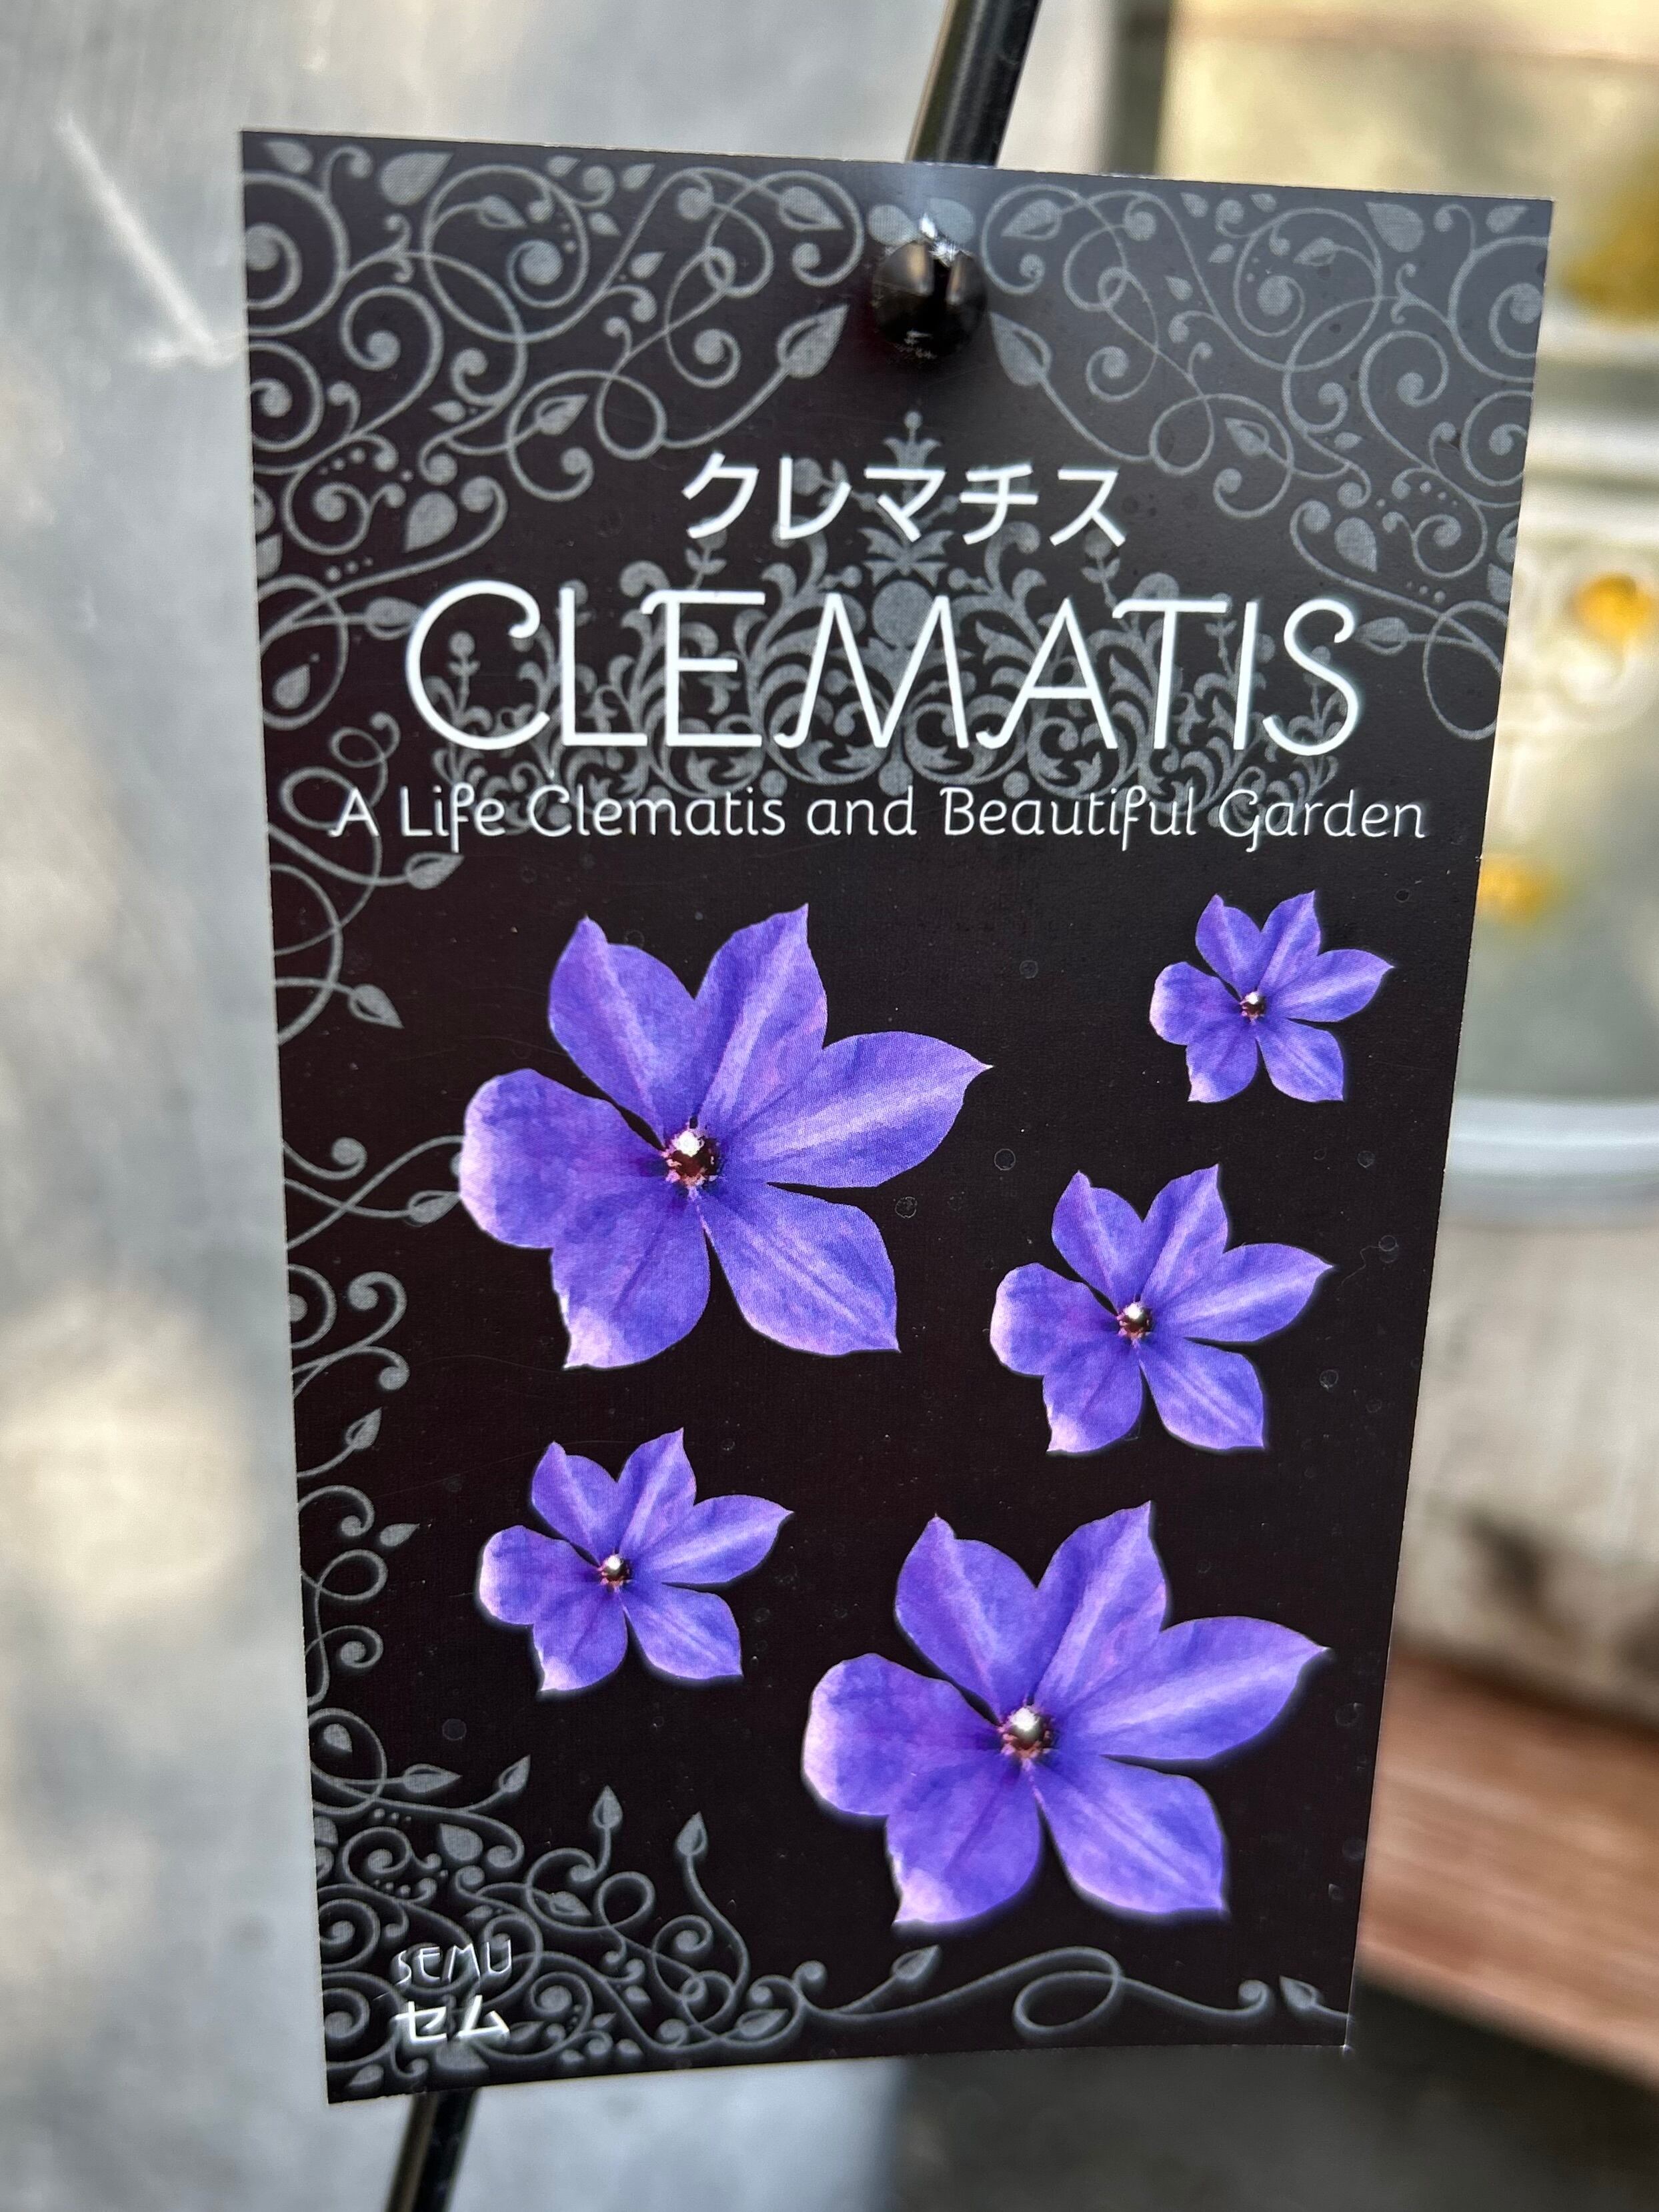 クレマチス
CLEMATIS
A Life Clematis and Beautiful Garden
SEMU
セム